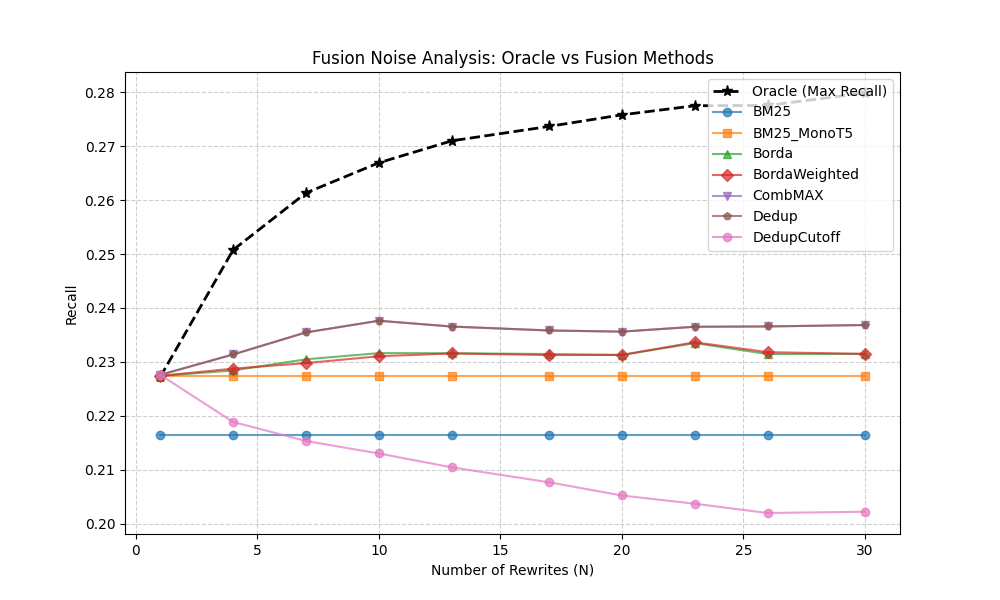 Fusion Noise Analysis: Oracle vs Fusion Methods
Oracle (Max Recall)
BM25
BM25_MonoT5
Borda
BordaWeighted
CombMAX
Dedup
DedupCutoff
0.28
0.27
0.26
0.25
0.24
0.23
0.22
0.21
0.20
Recall
0 5 10 15 20 25 30
Number of Rewrites (N)